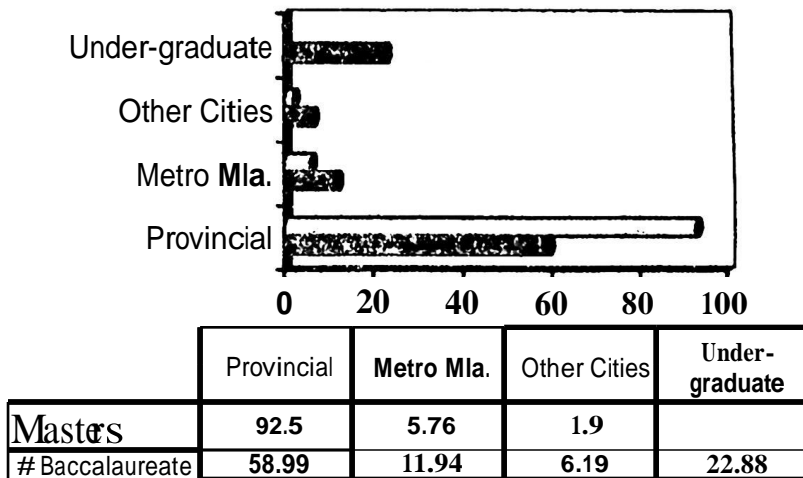 Under-graduate
Other Cities
Metro Mla.
Provincial
0 20 40 60 80 100
Provincial Metro Mla. Other Cities Under-
graduate
Masters 92.5 5.76 1.9
# Baccalaureate 58.99 11.94 6.19 22.88